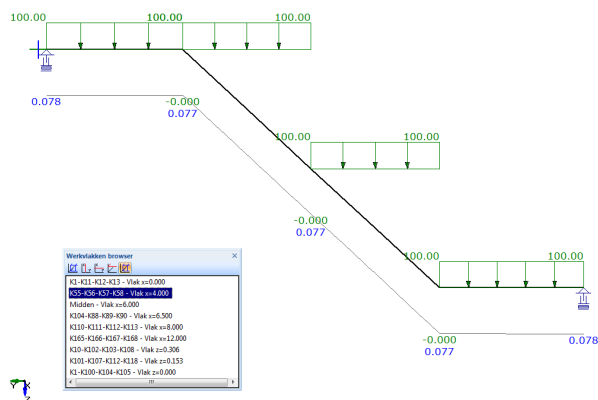 100.00 100.00 100.00
0.078 -0.000
0.077
100.00 100.00
-0.000
0.077
100.00 100.00
-0.000 0.078
0.077
Werkvlakken browser
K1-K11-K12-K13 - Vlak x=0.000
K55-K56-K57-K58 - Vlak x=4.000
Midden - Vlak x=6.000
K104-K88-K89-K90 - Vlak x=6.500
K110-K111-K112-K113 - Vlak x=8.000
K165-K166-K167-K168 - Vlak x=12.000
K10-K102-K103-K108 - Vlak z=0.306
K101-K107-K112-K118 - Vlak z=0.153
K1-K100-K104-K105 - Vlak z=0.000
Y X
Z